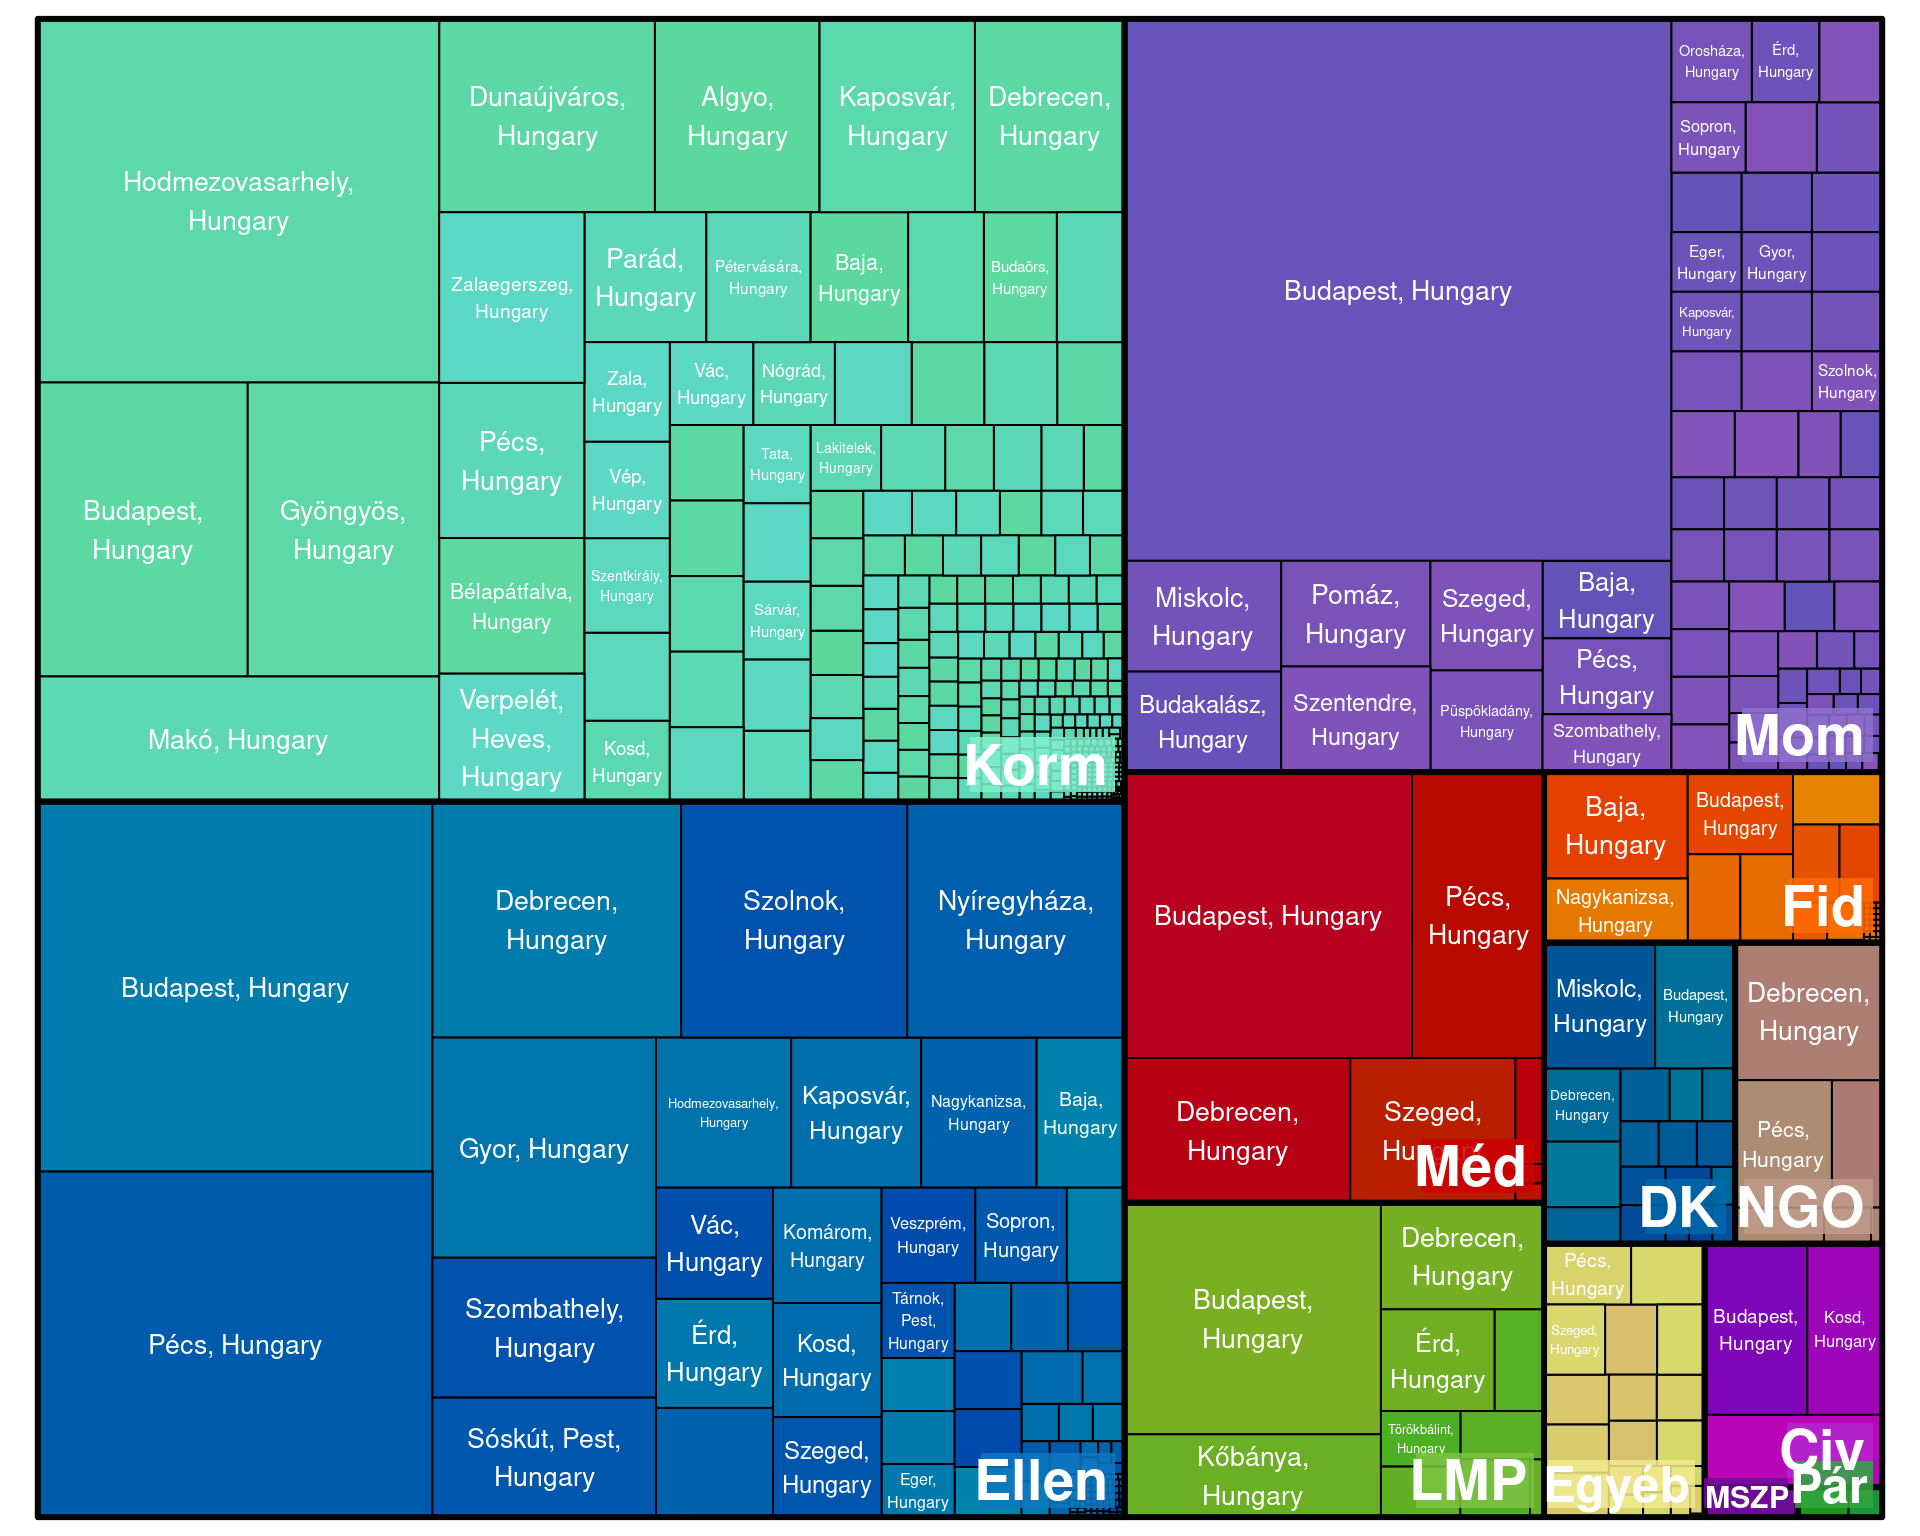 Hodmezovasarhely,
Hungary
Dunaújváros,
Hungary
Algyo,
Hungary
Kaposvár,
Hungary
Debrecen,
Hungary
Zalaegerszeg,
Hungary
Parád,
Hungary
Pétervására,
Hungary
Baja,
Hungary
Budaörs,
Hungary
Zala,
Hungary
Vác,
Hungary
Nógrád,
Hungary
Budapest,
Hungary
Gyöngyös,
Hungary
Pécs,
Hungary
Vép,
Hungary
Tata,
Hungary
Lakitelek,
Hungary
Bélapátfalva,
Hungary
Szentkirály,
Hungary
Sárvár,
Hungary
Makó, Hungary
Verpelét,
Heves,
Hungary
Kosd,
Hungary
Korm
Budapest, Hungary
Orosháza,
Hungary
Érd,
Hungary
Sopron,
Hungary
Eger,
Hungary
Gyor,
Hungary
Kaposvár,
Hungary
Szolnok,
Hungary
Miskolc,
Hungary
Pomáz,
Hungary
Szeged,
Hungary
Baja,
Hungary
Pécs,
Hungary
Budakalász,
Hungary
Szentendre,
Hungary
Püspökladány,
Hungary
Szombathely,
Hungary
Mom
Budapest, Hungary
Debrecen,
Hungary
Szolnok,
Hungary
Nyíregyháza,
Hungary
Pécs, Hungary
Gyor, Hungary
Hodmezovasarhely,
Hungary
Kaposvár,
Hungary
Nagykanizsa,
Hungary
Baja,
Hungary
Vác,
Hungary
Komárom,
Hungary
Veszprém,
Hungary
Sopron,
Hungary
Szombathely,
Hungary
Érd,
Hungary
Kosd,
Hungary
Tárnok,
Pest,
Hungary
Sóskút, Pest,
Hungary
Szeged,
Hungary
Eger,
Hungary
Ellen
Budapest, Hungary
Pécs,
Hungary
Debrecen,
Hungary
Szeged,
Méd
Baja,
Hungary
Budapest,
Hungary
Nagykanizsa,
Hungary
Fid
Miskolc,
Hungary
Budapest,
Hungary
Debrecen,
Hungary
DK
Debrecen,
Hungary
Pécs,
Hungary
NGO
Budapest,
Hungary
Debrecen,
Hungary
Érd,
Hungary
Törökbálint,
Hungary
Kőbánya,
Hungary
LMP
Pécs,
Hungary
Szeged,
Hungary
Egyéb
Budapest,
Hungary
Kosd,
Hungary
Civ
Pár
MSZP